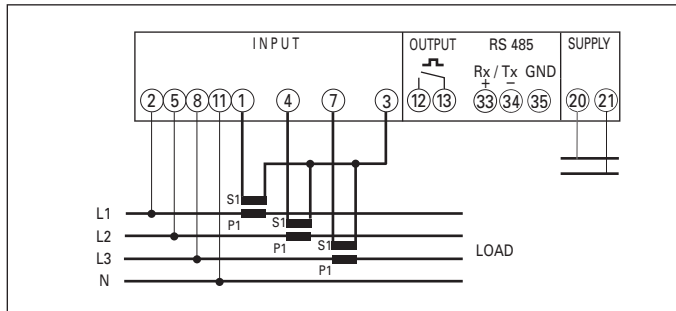 INPUT OUTPUT RS 485 SUPPLY
Rx / Tx GND
+ −
2 5 8 11 1 4 7 3 12 13 33 34 35 20 21
S1
L1 P1 S1
L2 P1 S1 LOAD
L3 P1
N